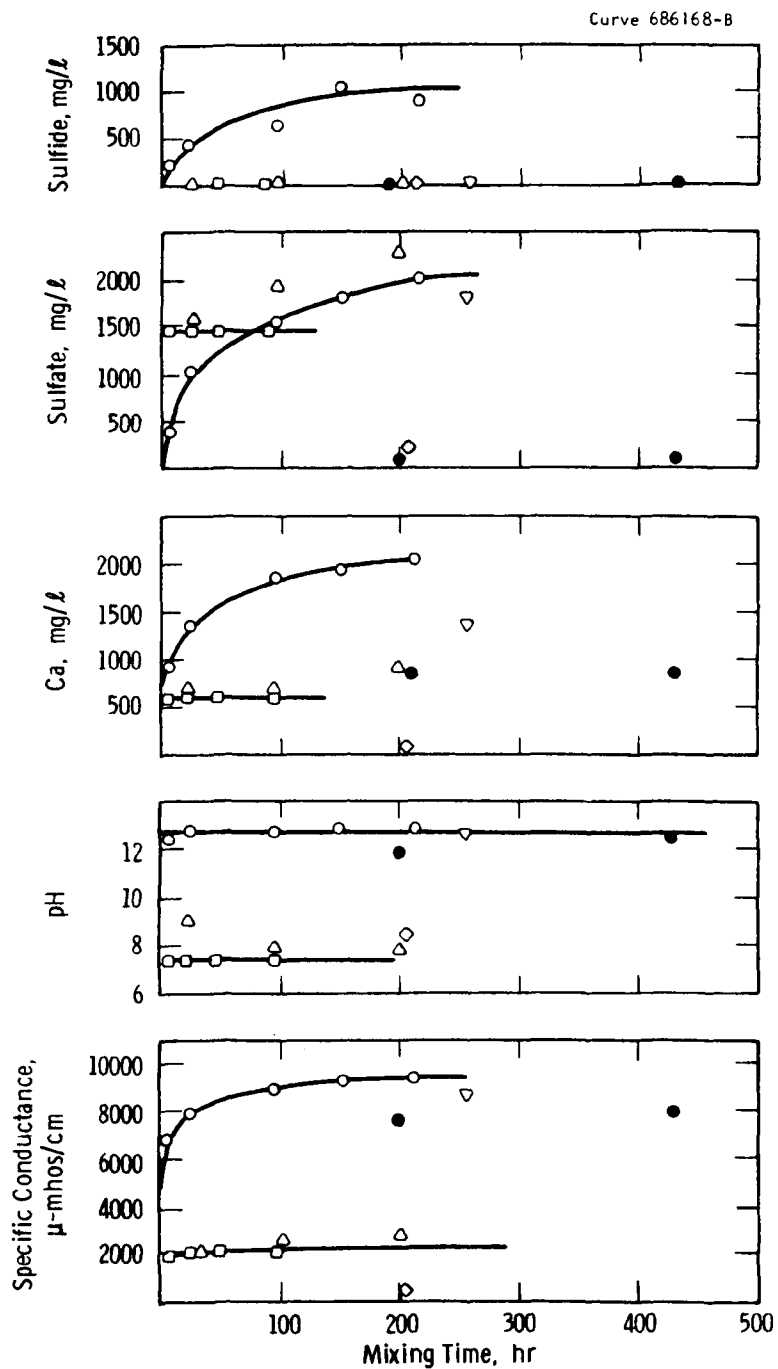 Curve 686168-B
1500
1000
500
Sulfide, mg/ℓ
2000
1500
1000
500
Sulfate, mg/ℓ
2000
1500
1000
500
Ca, mg/ℓ
12
10
8
6
pH
10000
8000
6000
4000
2000
Specific Conductance,
μ-mhos/cm
100 200 300 400 500
Mixing Time, hr